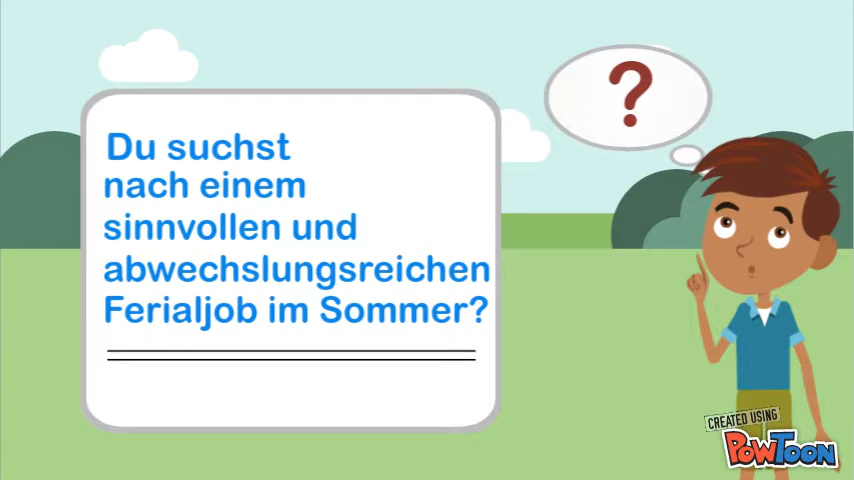 Du suchst
nach einem
sinnvollen und
abwechslungsreichen
Ferialjob im Sommer?
?
CREATED USING
POWTOON